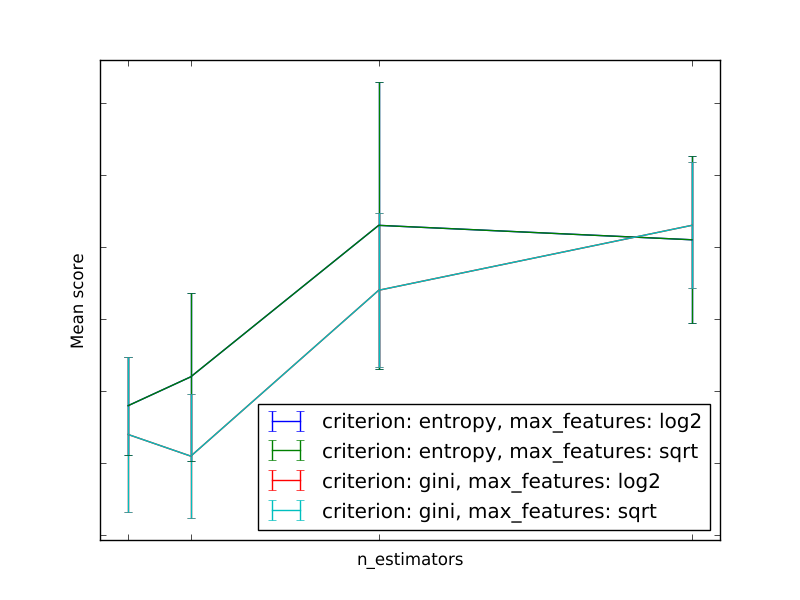 Mean score
criterion: entropy, max_features: log2
criterion: entropy, max_features: sqrt
criterion: gini, max_features: log2
criterion: gini, max_features: sqrt
n_estimators